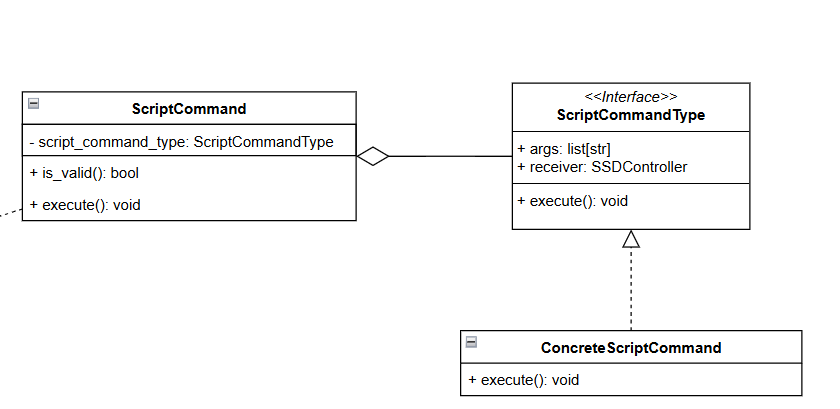 ScriptCommand
- script_command_type: ScriptCommandType
+ is_valid(): bool
+ execute(): void
<<Interface>>
ScriptCommandType
+ args: list[str]
+ receiver: SSDController
+ execute(): void
ConcreteScriptCommand
+ execute(): void